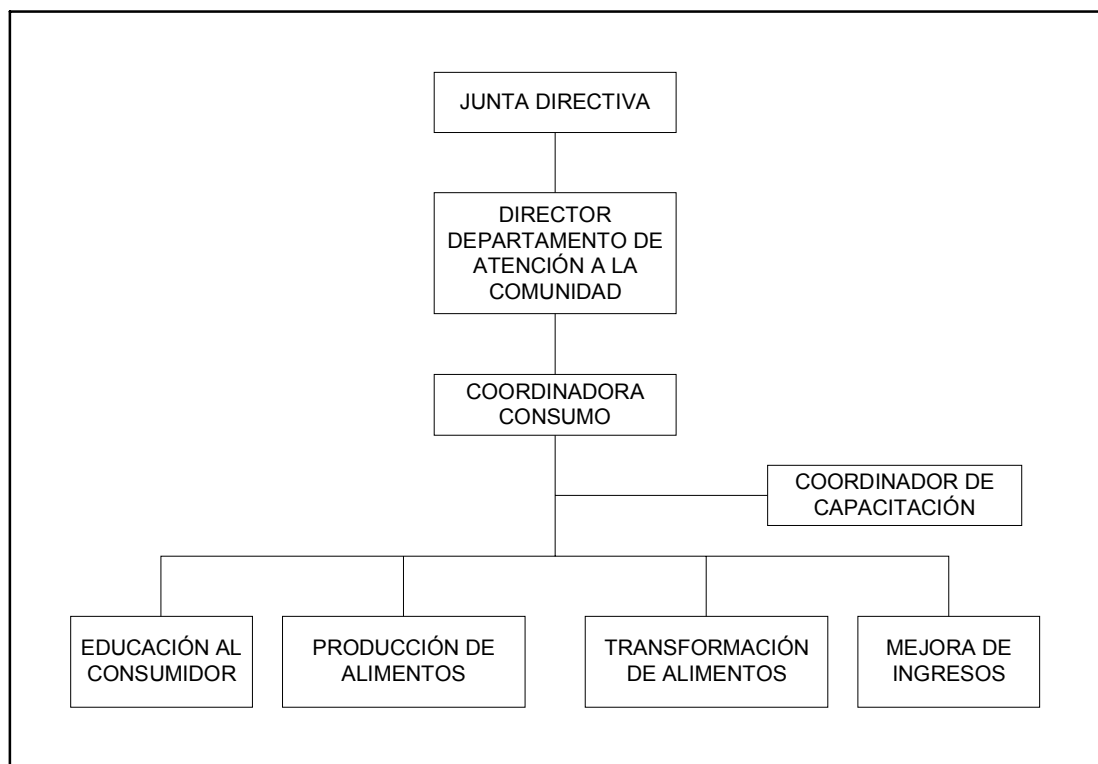 JUNTA DIRECTIVA
DIRECTOR
DEPARTAMENTO DE
ATENCIÓN A LA
COMUNIDAD
COORDINADORA
CONSUMO
COORDINADOR DE
CAPACITACIÓN
EDUCACIÓN AL
CONSUMIDOR
PRODUCCIÓN DE
ALIMENTOS
TRANSFORMACIÓN
DE ALIMENTOS
MEJORA DE
INGRESOS